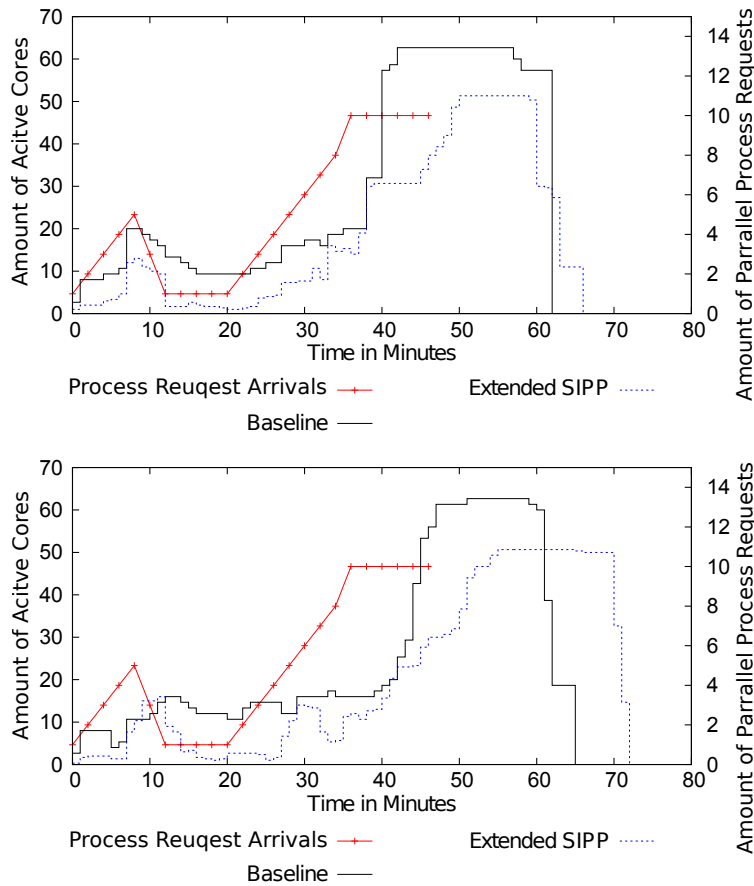 70
60
50
40
30
20
10
0
Amount of Acitve Cores
14
12
10
8
6
4
2
0
Amount of Parrallel Process Requests
0 10 20 30 40 50 60 70 80
Time in Minutes
Process Reuqest Arrivals
Extended SIPP
Baseline
70
60
50
40
30
20
10
0
Amount of Acitve Cores
14
12
10
8
6
4
2
0
Amount of Parrallel Process Requests
0 10 20 30 40 50 60 70 80
Time in Minutes
Process Reuqest Arrivals
Extended SIPP
Baseline